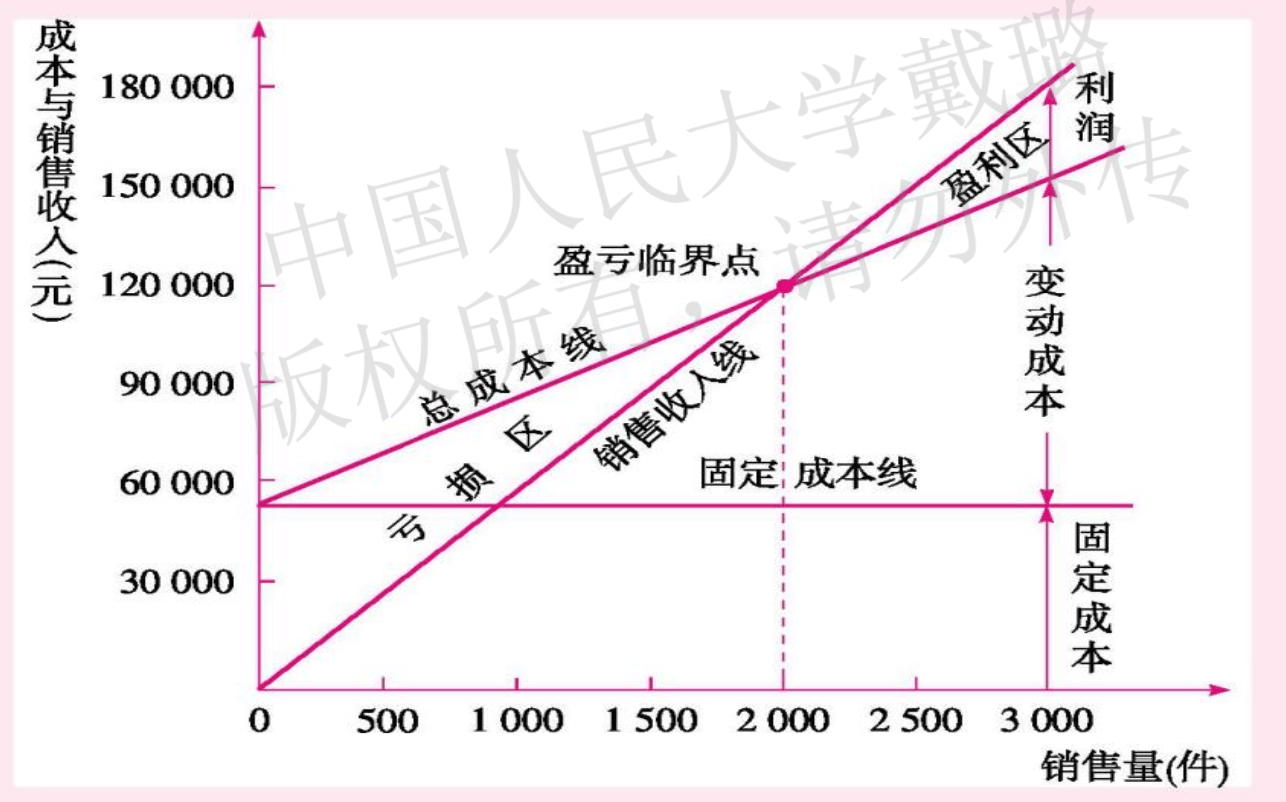 成本与销售收入(元)
180 000
150 000
120 000
90 000
60 000
30 000
盈亏临界点
总成本线
亏损区
销售收入线
固定成本线
盈利区
利润
变动成本
固定成本
0 500 1 000 1 500 2 000 2 500 3 000
销售量(件)
中国人民大学戴璐
版权所有，请勿外传